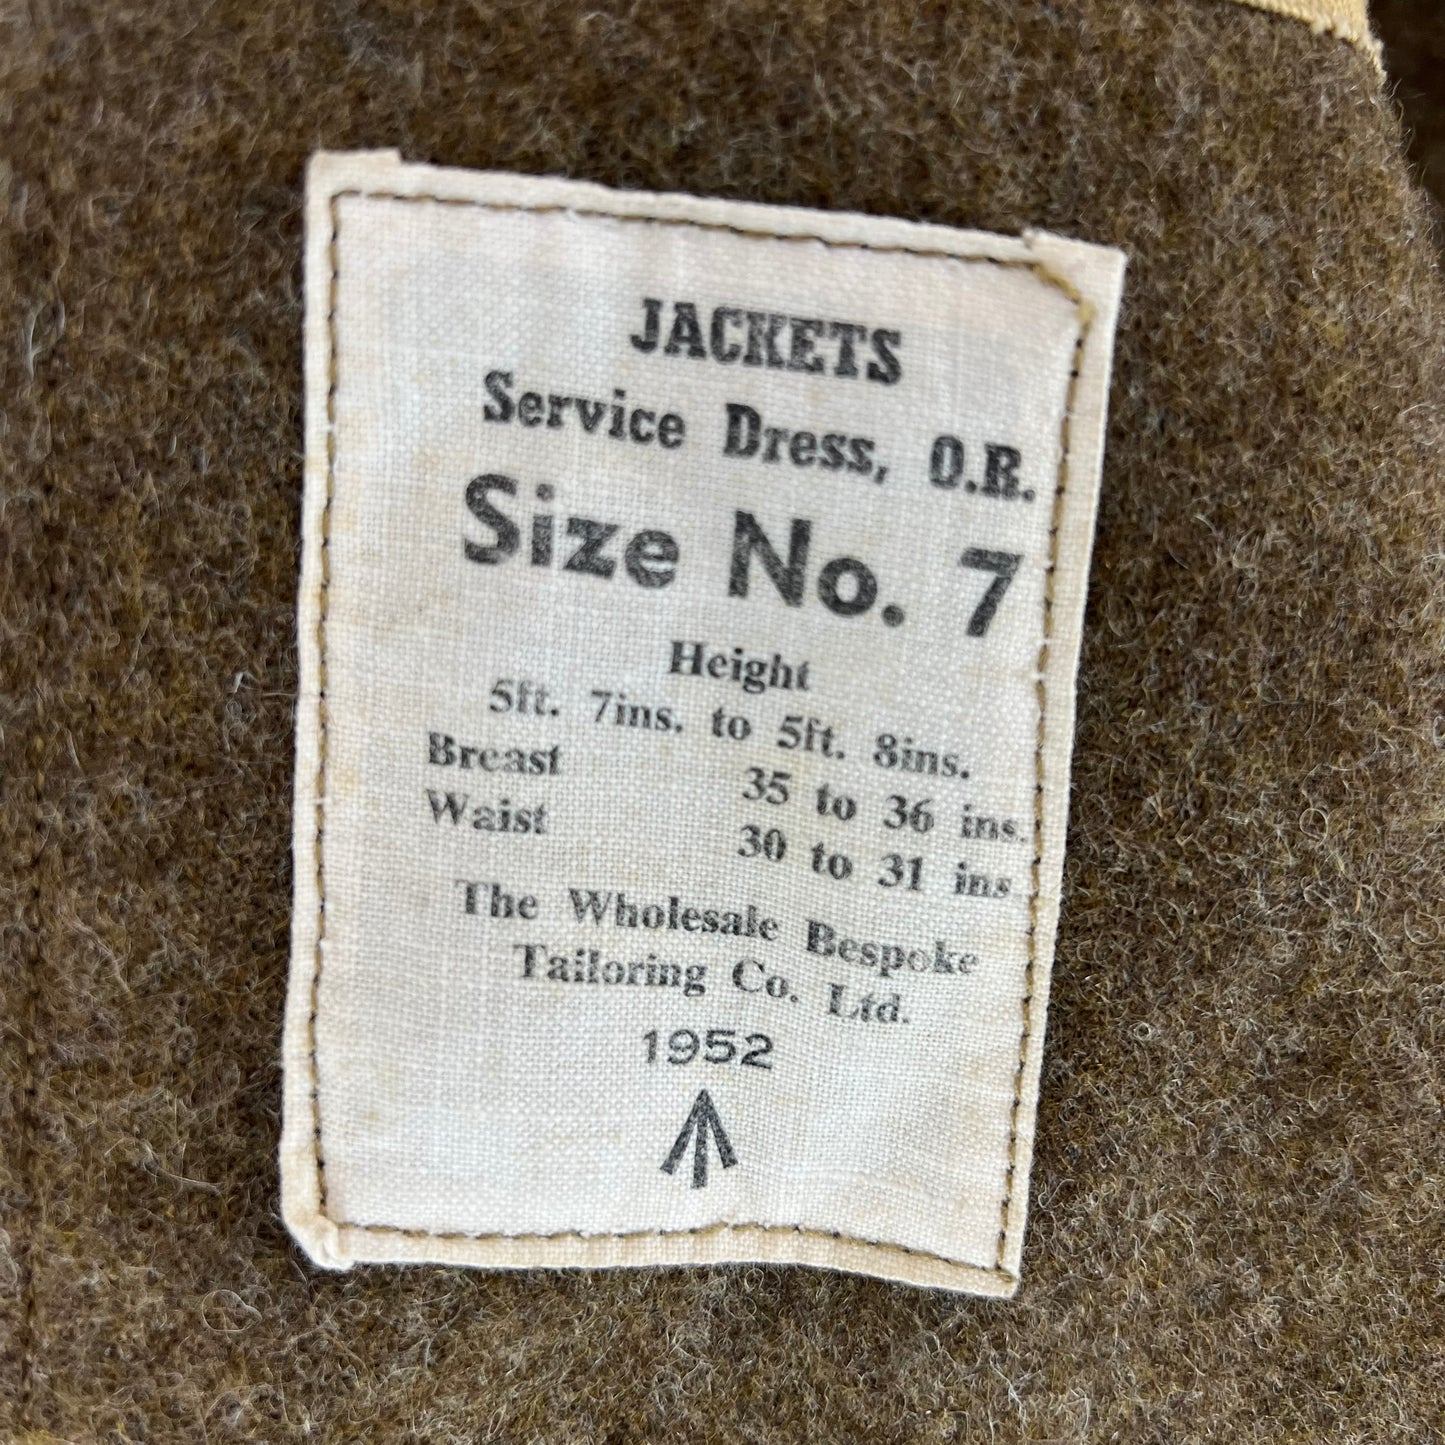 JACKETS
Service Dress, O.R.
Size No. 7
Height
5ft. 7ins. to 5ft. 8ins.
Breast 35 to 36 ins.
Waist 30 to 31 ins
The Wholesale Bespoke
Tailoring Co. Ltd.
1952